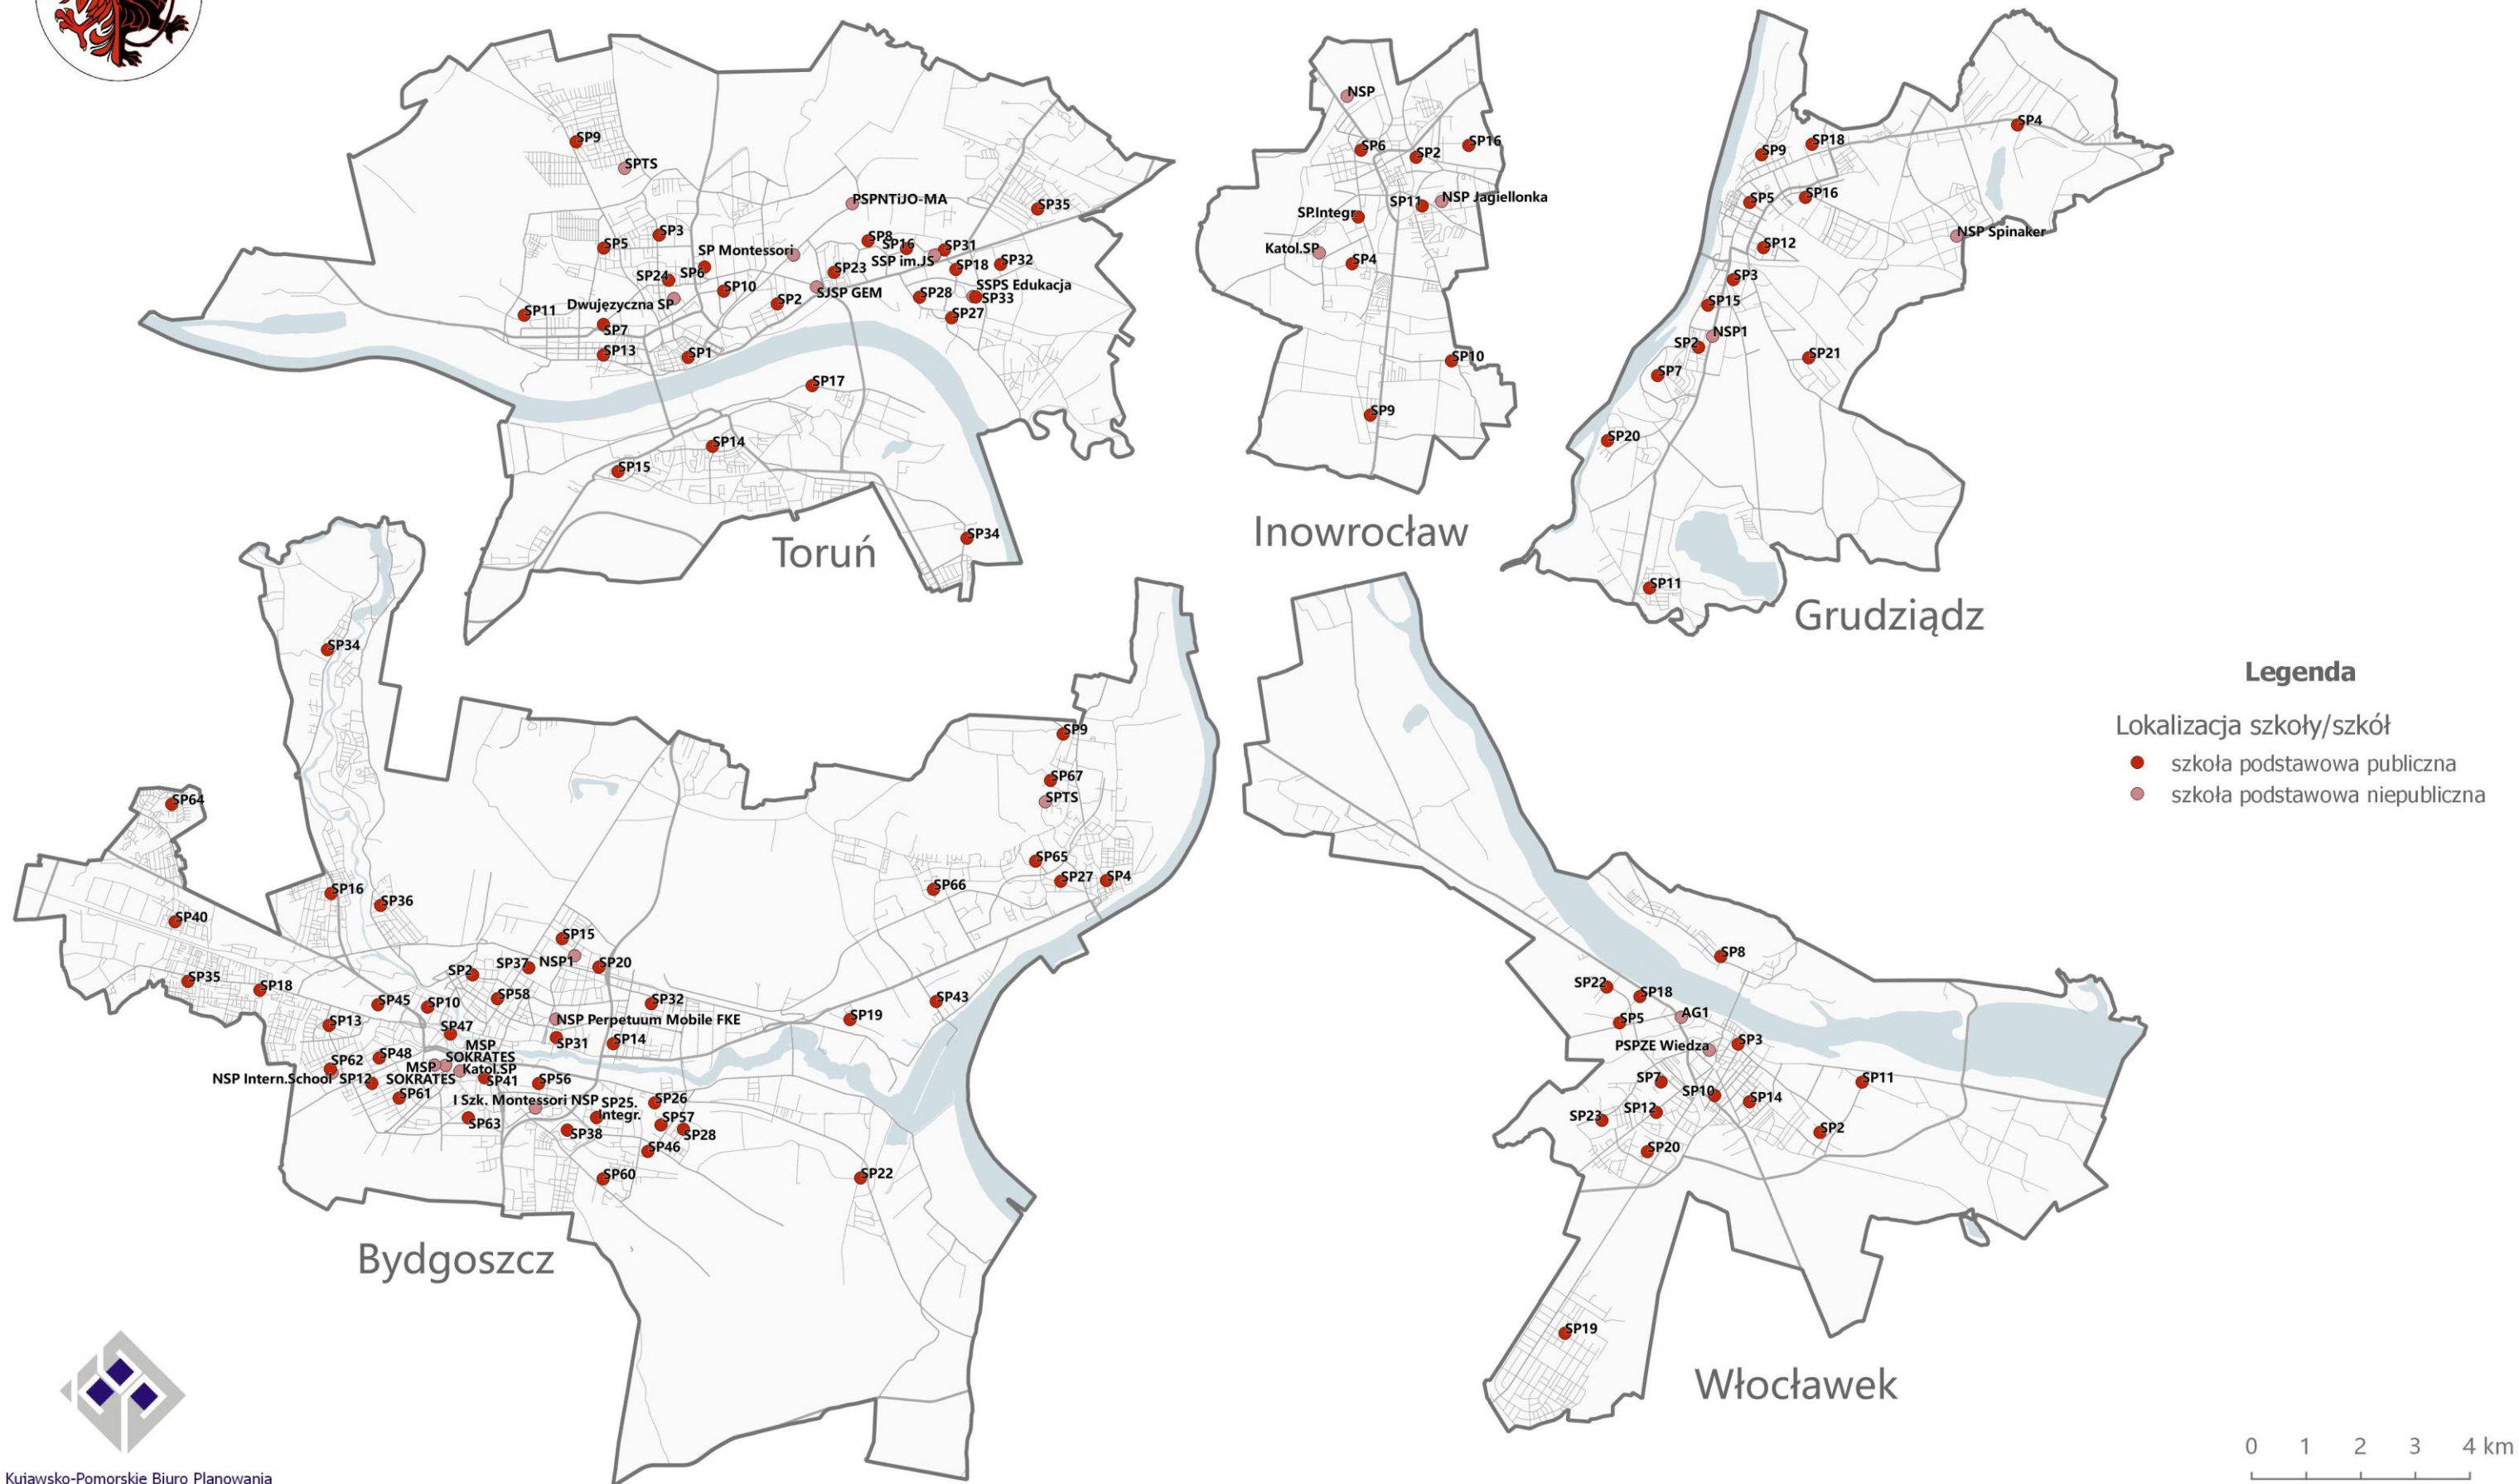 SP9
SPTS
PSPNTiJO-MA
SP35
SP3
SP5
SP8
SP16
SP31
SP Montessori
SSP im.JS
SP18
SP32
SP24
SP6
SP23
SP10
SP2
SJSP GEM
SP28
SSPS Edukacja
SP33
SP27
Dwujęzyczna SP
SP11
SP7
SP13
SP1
SP17
SP14
SP15
SP34
Toruń
NSP
SP6
SP2
SP16
SP11
NSP Jagiellonka
SP.Integr.
Katol.SP
SP4
SP10
SP9
Inowrocław
SP4
SP18
SP9
SP5
SP16
NSP Spinaker
SP12
SP3
SP15
NSP1
SP2
SP21
SP7
SP20
SP11
Grudziądz
Legenda
Lokalizacja szkoły/szkół
szkoła podstawowa publiczna
szkoła podstawowa niepubliczna
SP34
SP9
SP67
SPTS
SP64
SP65
SP27
SP4
SP66
SP16
SP36
SP40
SP15
SP37
NSP1
SP20
SP2
SP35
SP18
SP58
SP45
SP10
SP32
SP43
SP19
SP13
SP47
NSP Perpetuum Mobile FKE
SP31
SP14
MSP
SOKRATES
SP62
SP48
MSP
SOKRATES
Katol.SP
NSP Intern.School
SP12
SP41
SP56
SP61
I Szk. Montessori NSP
SP25.
Integr.
SP26
SP57
SP63
SP38
SP28
SP46
SP60
SP22
Bydgoszcz
SP8
SP22
SP18
SP5
AG1
PSPZE Wiedza
SP3
SP7
SP10
SP11
SP14
SP12
SP23
SP2
SP20
SP19
Włocławek
0 1 2 3 4 km
Kujawsko-Pomorskie Biuro Planowania